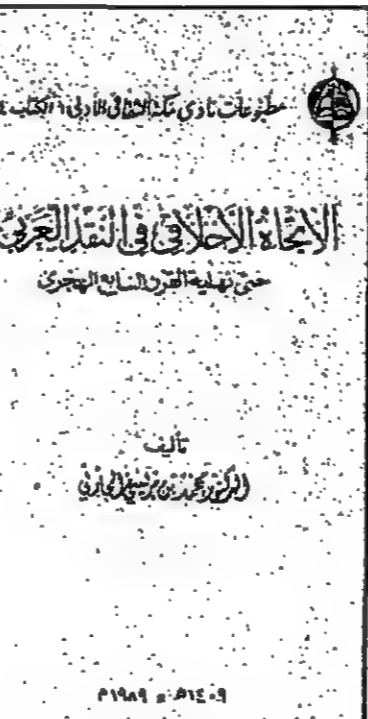 مطبوعات نادي مكة الثقافي الأدبي / الكتاب
الاتجاه الأخلاقي في النقد العربي
حتى نهاية القرن السابع الهجري
تأليف
الدكتور محمد بن مريسي الحارثي
١٤٠٩هـ - ١٩٨٩م